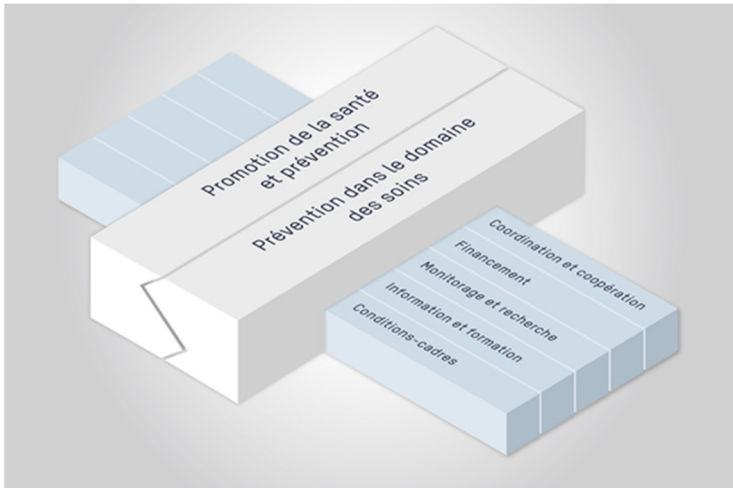 Promotion de la santé
et prévention
Prévention dans le domaine
des soins
Coordination et coopération
Financement
Monitorage et recherche
Information et formation
Conditions-cadres